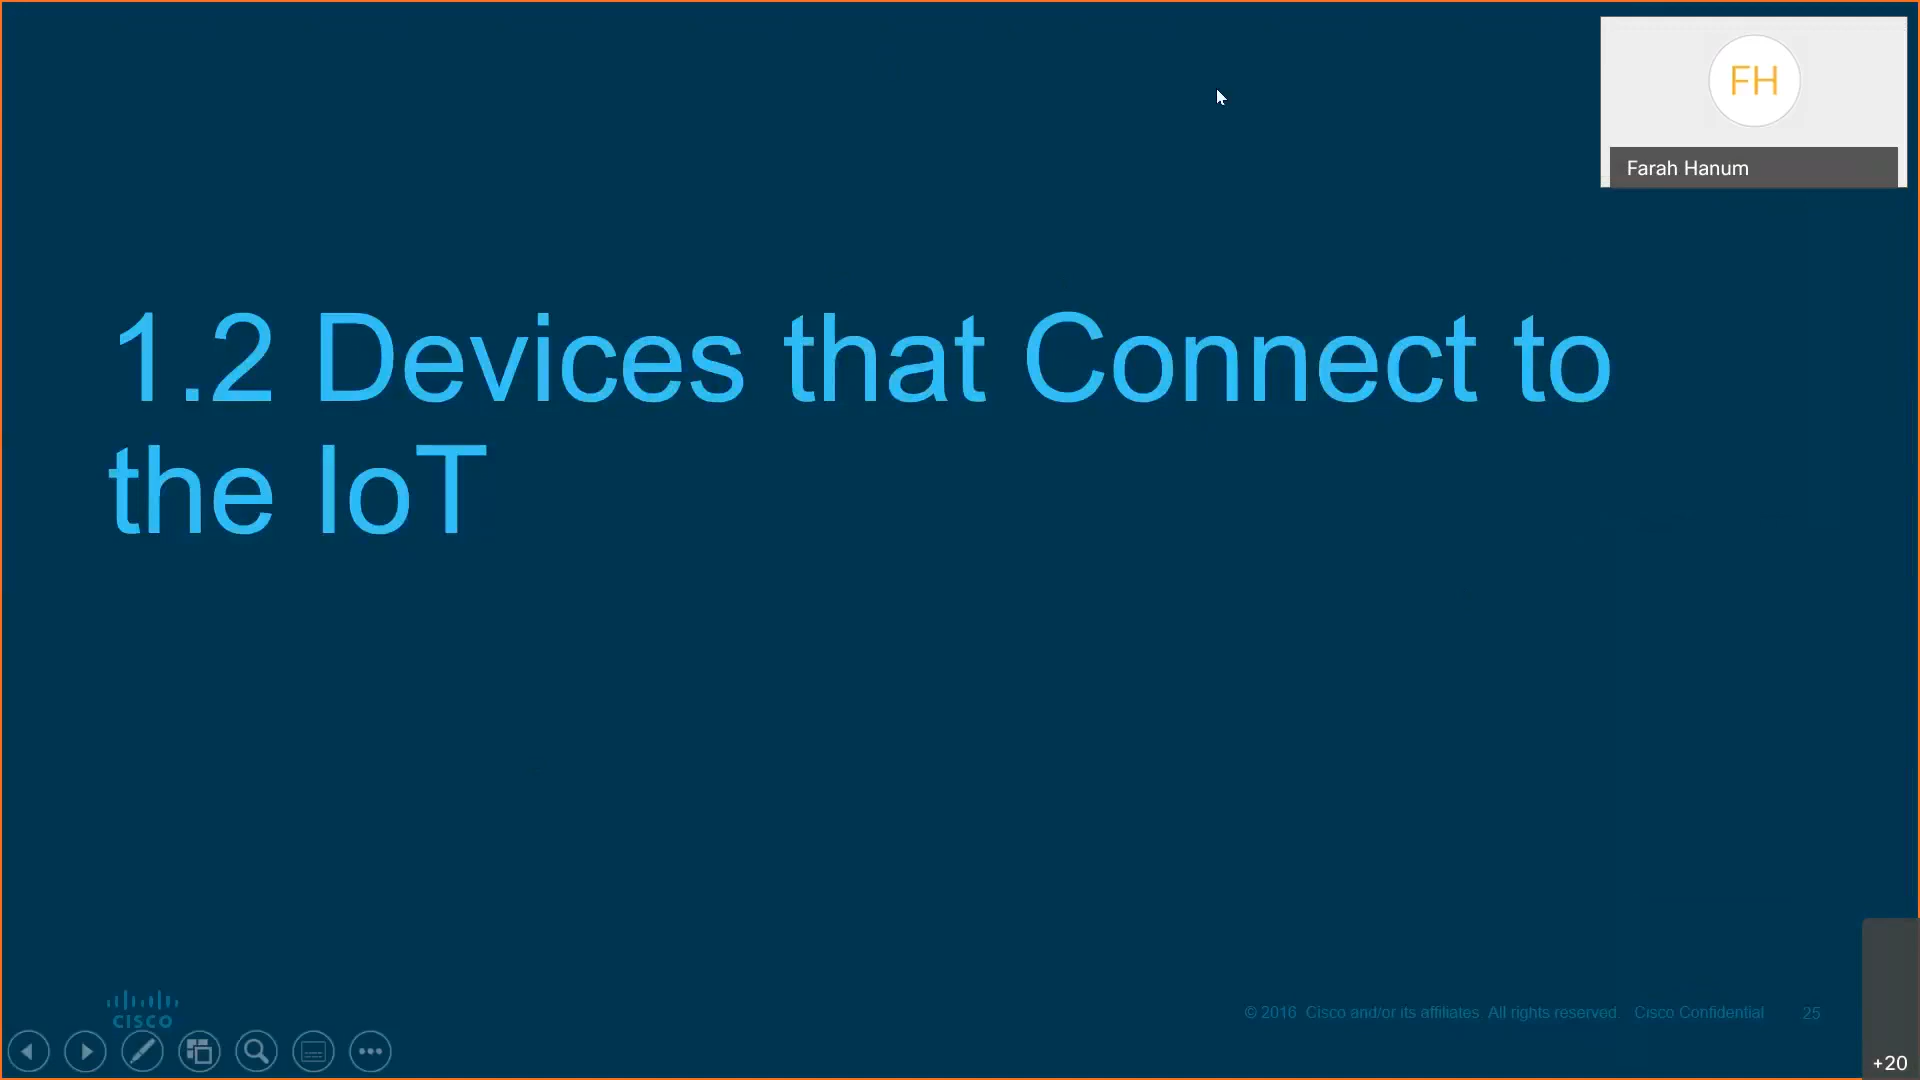 FH
Farah Hanum
1.2 Devices that Connect to
the IoT
CISCO
© 2016 Cisco and/or its affiliates. All rights reserved. Cisco Confidential 25
+20